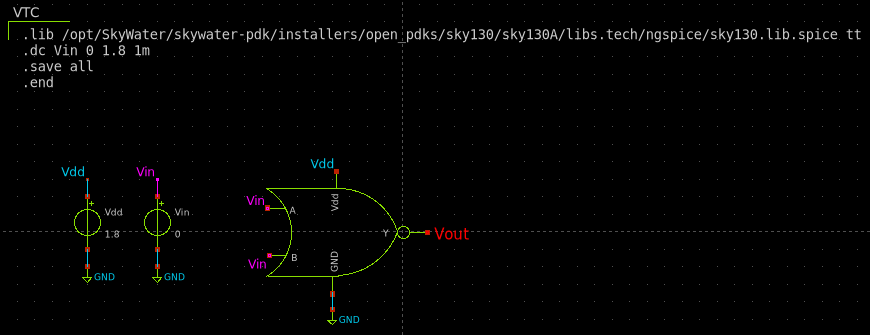 VTC
.lib /opt/SkyWater/skywater-pdk/installers/open_pdks/sky130/sky130A/libs.tech/ngspice/sky130.lib.spice tt
.dc Vin 0 1.8 1m
.save all
.end
Vdd
Vin
Vdd
+
Vdd
1.8
GND
+
Vin
0
GND
Vin
A
Vdd
Y
Vout
Vin
B
GND
GND